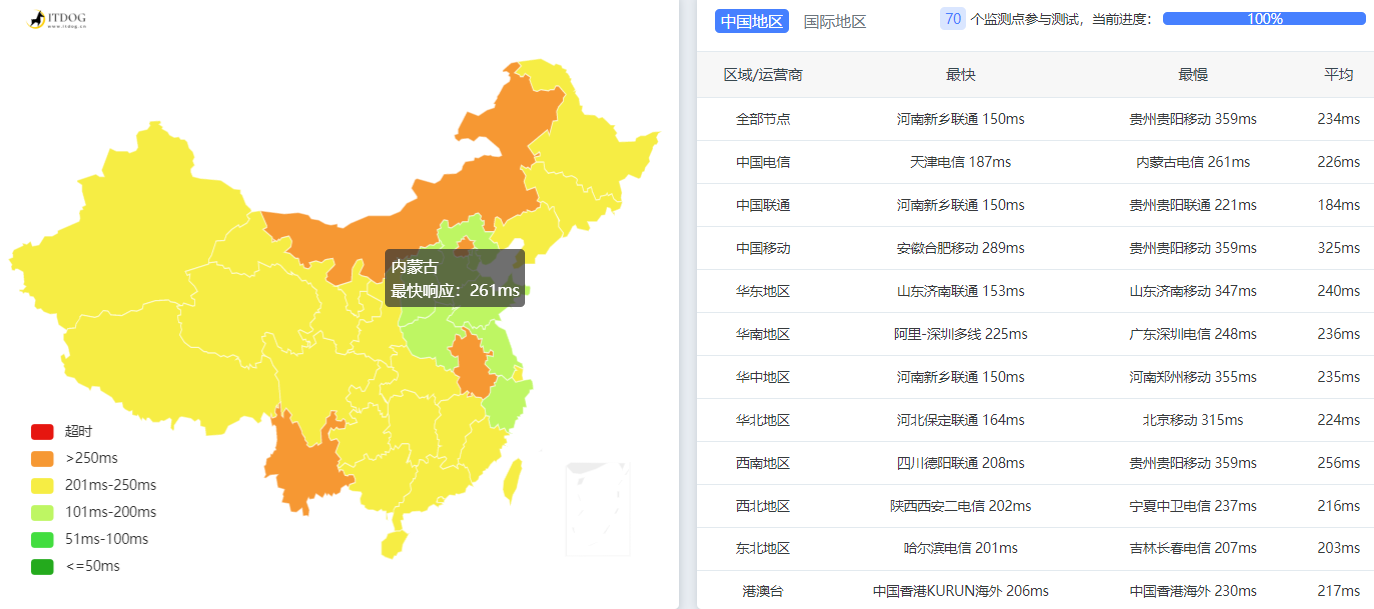 ITDOG
www.itdog.cn
内蒙古
最快响应：261ms
超时
>250ms
201ms-250ms
101ms-200ms
51ms-100ms
<=50ms
中国地区 国际地区 70 个监测点参与测试，当前进度： 100%
区域/运营商 最快 最慢 平均
全部节点 河南新乡联通 150ms 贵州贵阳移动 359ms 234ms
中国电信 天津电信 187ms 内蒙古电信 261ms 226ms
中国联通 河南新乡联通 150ms 贵州贵阳联通 221ms 184ms
中国移动 安徽合肥移动 289ms 贵州贵阳移动 359ms 325ms
华东地区 山东济南联通 153ms 山东济南移动 347ms 240ms
华南地区 阿里-深圳多线 225ms 广东深圳电信 248ms 236ms
华中地区 河南新乡联通 150ms 河南郑州移动 355ms 235ms
华北地区 河北保定联通 164ms 北京移动 315ms 224ms
西南地区 四川德阳联通 208ms 贵州贵阳移动 359ms 256ms
西北地区 陕西西安二电信 202ms 宁夏中卫电信 237ms 216ms
东北地区 哈尔滨电信 201ms 吉林长春电信 207ms 203ms
港澳台 中国香港KURUN海外 206ms 中国香港海外 230ms 217ms